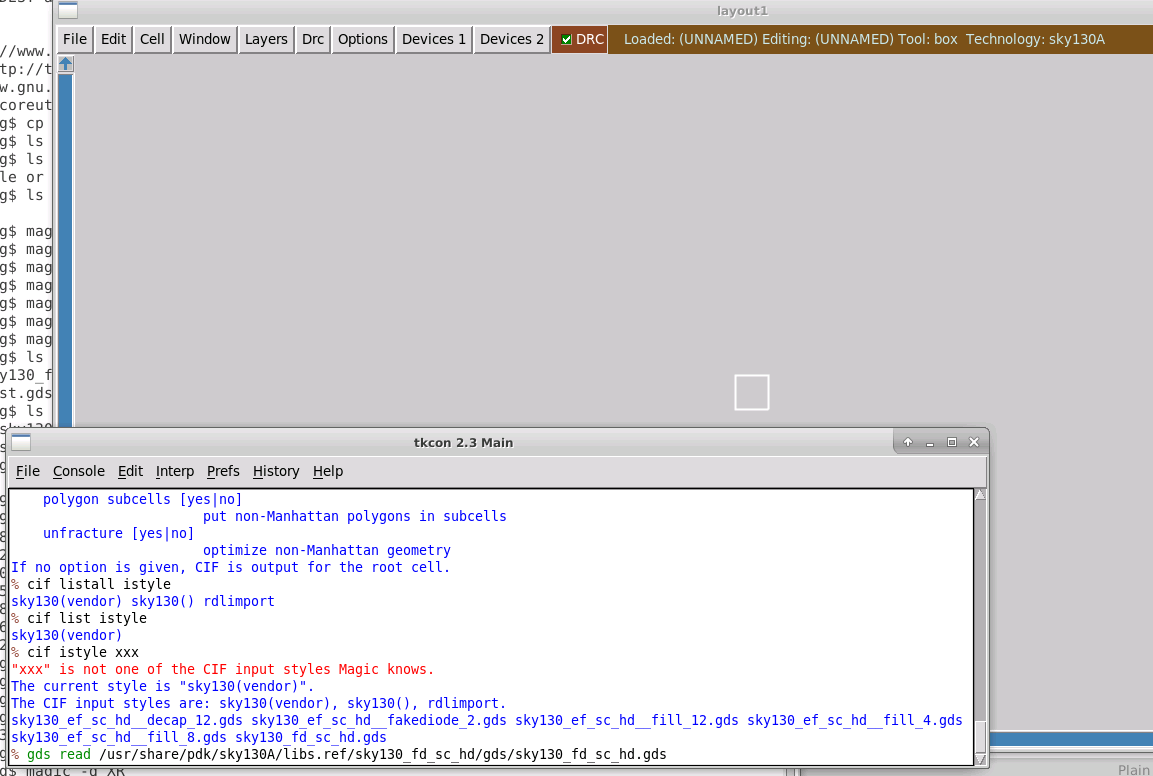 layout1
File Edit Cell Window Layers Drc Options Devices 1 Devices 2 DRC Loaded: (UNNAMED) Editing: (UNNAMED) Tool: box Technology: sky130A
//www.
tp://t
w.gnu.
coreut
g$ cp
g$ ls
g$ ls
le or
g$ ls
g$ mag
g$ mag
g$ mag
g$ mag
g$ mag
g$ mag
g$ mag
g$ ls
y130_f
st.gds
g$ ls
tkcon 2.3 Main
File Console Edit Interp Prefs History Help
polygon subcells [yes|no]
put non-Manhattan polygons in subcells
unfracture [yes|no]
optimize non-Manhattan geometry
If no option is given, CIF is output for the root cell.
% cif listall istyle
sky130(vendor) sky130() rdlimport
% cif list istyle
sky130(vendor)
% cif istyle xxx
"xxx" is not one of the CIF input styles Magic knows.
The current style is "sky130(vendor)".
The CIF input styles are: sky130(vendor), sky130(), rdlimport.
sky130_ef_sc_hd__decap_12.gds sky130_ef_sc_hd__fakediode_2.gds sky130_ef_sc_hd__fill_12.gds sky130_ef_sc_hd__fill_4.gds
sky130_ef_sc_hd__fill_8.gds sky130_fd_sc_hd.gds
% gds read /usr/share/pdk/sky130A/libs.ref/sky130_fd_sc_hd/gds/sky130_fd_sc_hd.gds
g$ magic -d XR
Plain